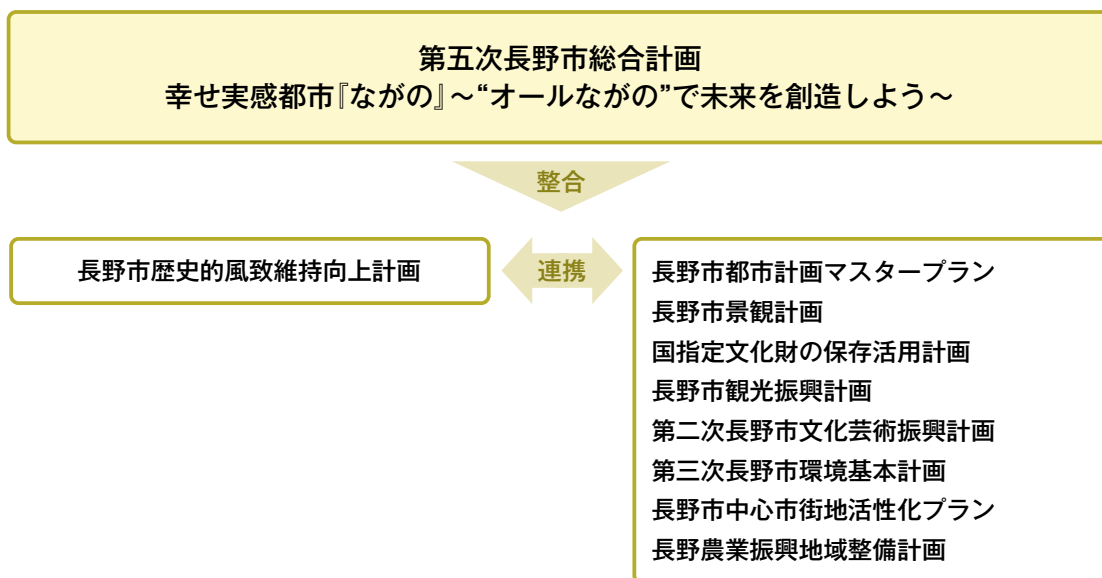 第五次長野市総合計画
幸せ実感都市『ながの』～“オールながの”で未来を創造しよう～
整合
長野市歴史的風致維持向上計画
連携
長野市都市計画マスタープラン
長野市景観計画
国指定文化財の保存活用計画
長野市観光振興計画
第二次長野市文化芸術振興計画
第三次長野市環境基本計画
長野市中心市街地活性化プラン
長野農業振興地域整備計画